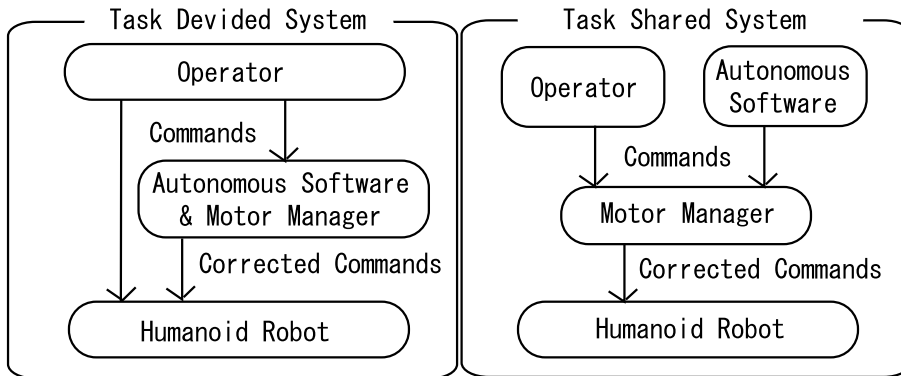 Task Devided System
Operator
Commands
Autonomous Software
& Motor Manager
Corrected Commands
Humanoid Robot
Task Shared System
Operator
Autonomous
Software
Commands
Motor Manager
Corrected Commands
Humanoid Robot